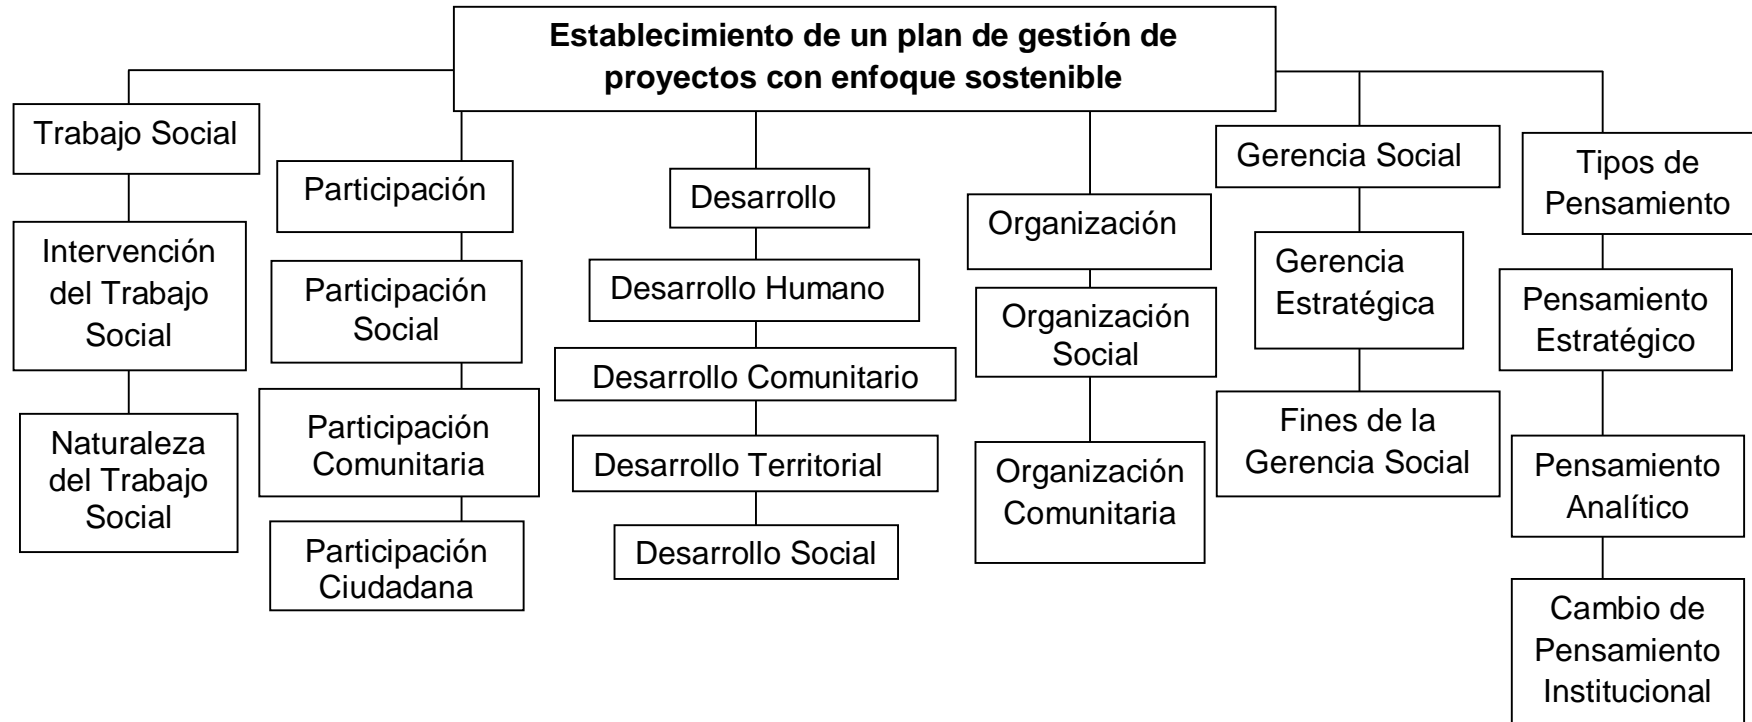 Establecimiento de un plan de gestión de
proyectos con enfoque sostenible
Trabajo Social
Intervención
del Trabajo
Social
Naturaleza
del Trabajo
Social
Participación
Participación
Social
Participación
Comunitaria
Participación
Ciudadana
Desarrollo
Desarrollo Humano
Desarrollo Comunitario
Desarrollo Territorial
Desarrollo Social
Organización
Organización
Social
Organización
Comunitaria
Gerencia Social
Gerencia
Estratégica
Fines de la
Gerencia Social
Tipos de
Pensamiento
Pensamiento
Estratégico
Pensamiento
Analítico
Cambio de
Pensamiento
Institucional